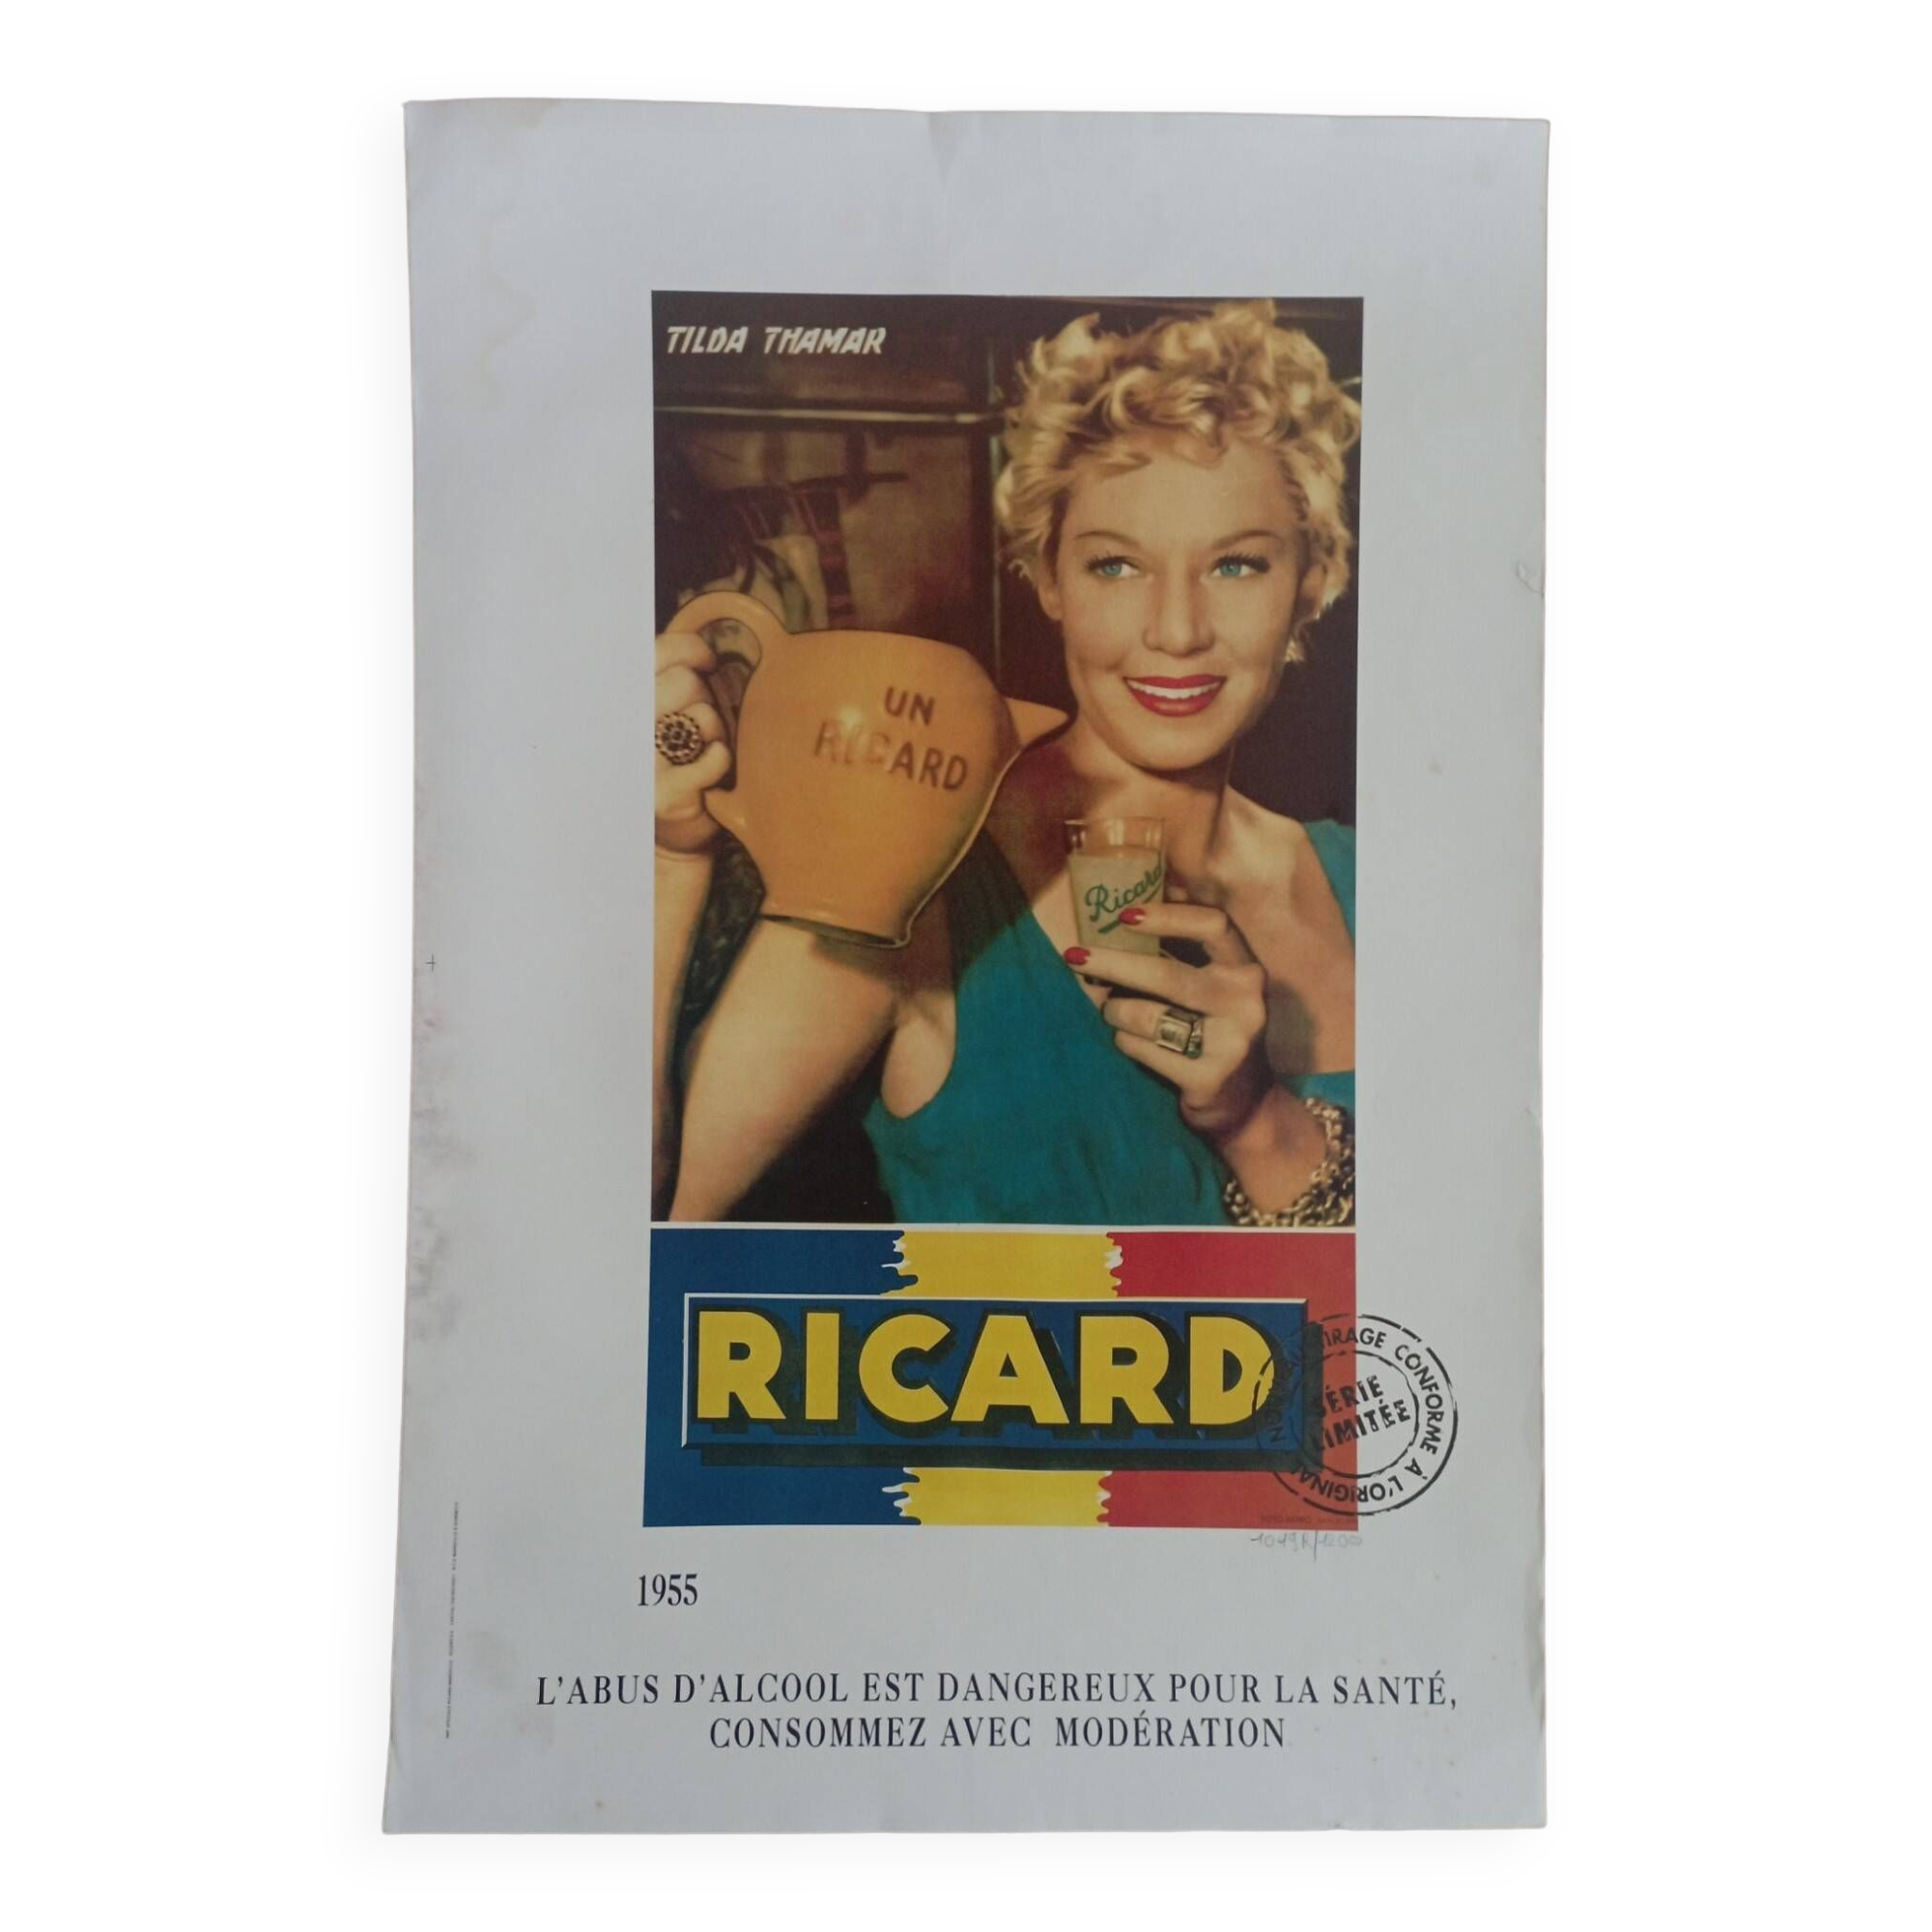 TILDA THAMAR
UN
RICARD
Ricard
RICARD
TIRAGE CONFORME À L'ORIGINAL
SÉRIE
LIMITÉE
1955
L'ABUS D'ALCOOL EST DANGEREUX POUR LA SANTÉ,
CONSOMMEZ AVEC MODÉRATION